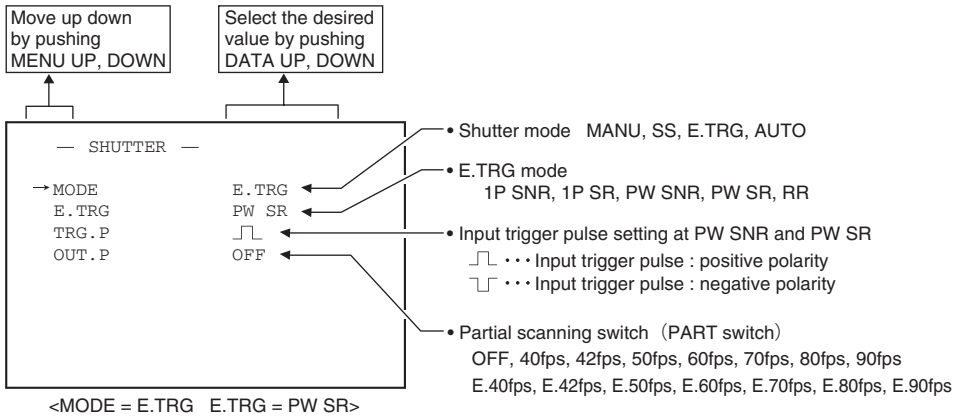 Move up down
by pushing
MENU UP, DOWN
Select the desired
value by pushing
DATA UP, DOWN
— SHUTTER —
→MODE E.TRG
E.TRG PW SR
TRG.P
OUT.P OFF
• Shutter mode MANU, SS, E.TRG, AUTO
• E.TRG mode
1P SNR, 1P SR, PW SNR, PW SR, RR
• Input trigger pulse setting at PW SNR and PW SR
･･･Input trigger pulse : positive polarity
･･･Input trigger pulse : negative polarity
• Partial scanning switch（PART switch）
OFF, 40fps, 42fps, 50fps, 60fps, 70fps, 80fps, 90fps
E.40fps, E.42fps, E.50fps, E.60fps, E.70fps, E.80fps, E.90fps
<MODE = E.TRG E.TRG = PW SR>